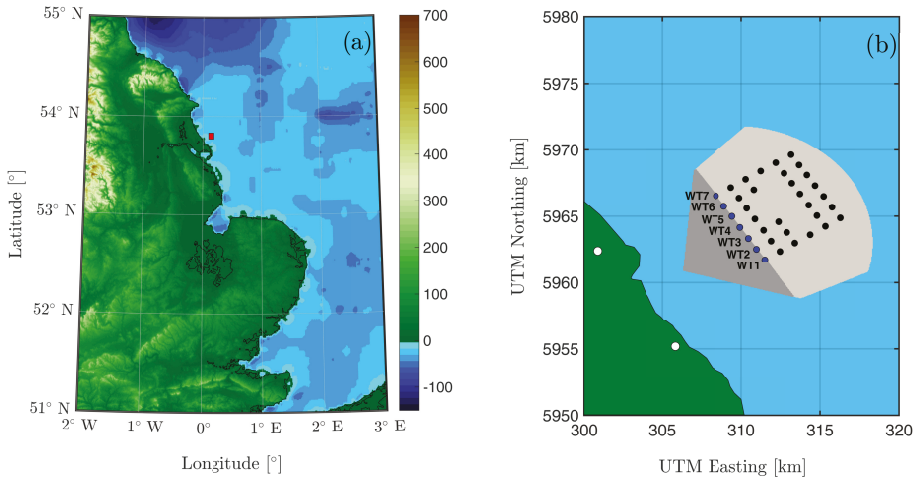 55° N
54° N
53° N
52° N
51° N
Latitude [°]
2° W
1° W
0°
1° E
2° E
3° E
Longitude [°]
(a)
700
600
500
400
300
200
100
0
-100
5980
5975
5970
5965
5960
5955
5950
UTM Northing [km]
(b)
WT7
WT6
WT5
WT4
WT3
WT2
WT1
300
305
310
315
320
UTM Easting [km]